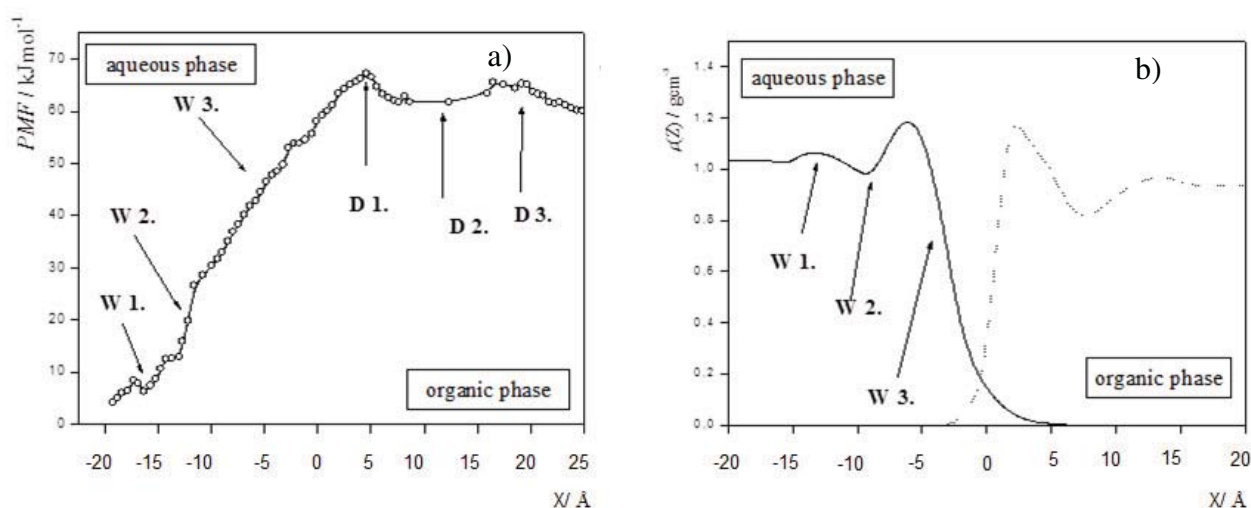 a)
aqueous phase
PMF / kJmol-1
70
60
50
40
30
20
10
0
W 3.
W 2.
W 1.
D 1.
D 2.
D 3.
organic phase
-20 -15 -10 -5 0 5 10 15 20 25
X/ Å
b)
aqueous phase
ρ(Z) / gcm-3
1.4
1.2
1.0
0.8
0.6
0.4
0.2
0.0
W 1.
W 2.
W 3.
organic phase
-20 -15 -10 -5 0 5 10 15 20
X/ Å